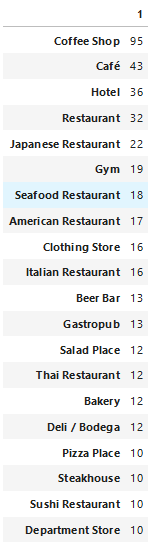 1
Coffee Shop 95
Café 43
Hotel 36
Restaurant 32
Japanese Restaurant 22
Gym 19
Seafood Restaurant 18
American Restaurant 17
Clothing Store 16
Italian Restaurant 16
Beer Bar 13
Gastropub 13
Salad Place 12
Thai Restaurant 12
Bakery 12
Deli / Bodega 12
Pizza Place 10
Steakhouse 10
Sushi Restaurant 10
Department Store 10